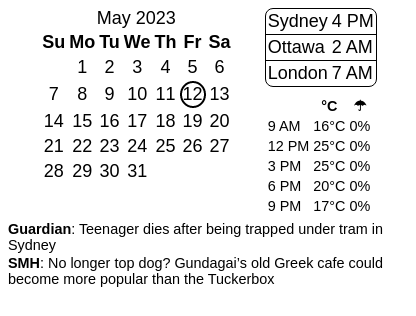 May 2023
Su Mo Tu We Th Fr Sa
1 2 3 4 5 6
7 8 9 10 11 12 13
14 15 16 17 18 19 20
21 22 23 24 25 26 27
28 29 30 31
Sydney 4 PM
Ottawa 2 AM
London 7 AM
°C ☂
9 AM 16°C 0%
12 PM 25°C 0%
3 PM 25°C 0%
6 PM 20°C 0%
9 PM 17°C 0%
Guardian: Teenager dies after being trapped under tram in
Sydney
SMH: No longer top dog? Gundagai’s old Greek cafe could
become more popular than the Tuckerbox